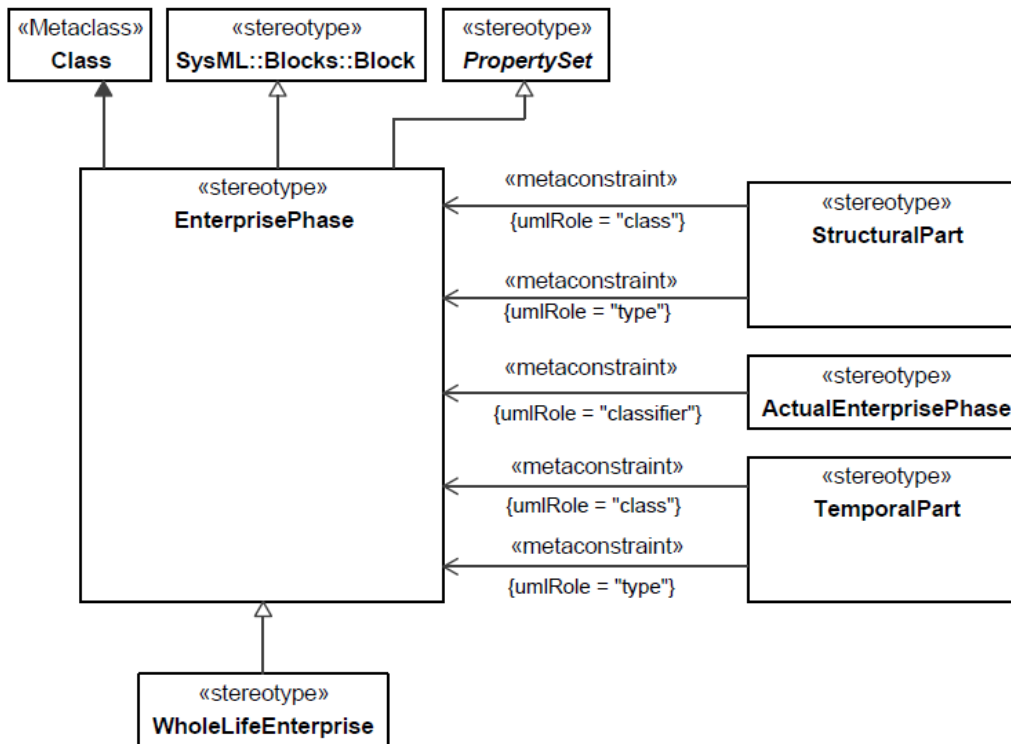 «Metaclass»
Class
«stereotype»
SysML::Blocks::Block
«stereotype»
PropertySet
«stereotype»
EnterprisePhase
«metaconstraint»
{umlRole = "class"}
«metaconstraint»
{umlRole = "type"}
«stereotype»
StructuralPart
«metaconstraint»
{umlRole = "classifier"}
«stereotype»
ActualEnterprisePhase
«metaconstraint»
{umlRole = "class"}
«metaconstraint»
{umlRole = "type"}
«stereotype»
TemporalPart
«stereotype»
WholeLifeEnterprise